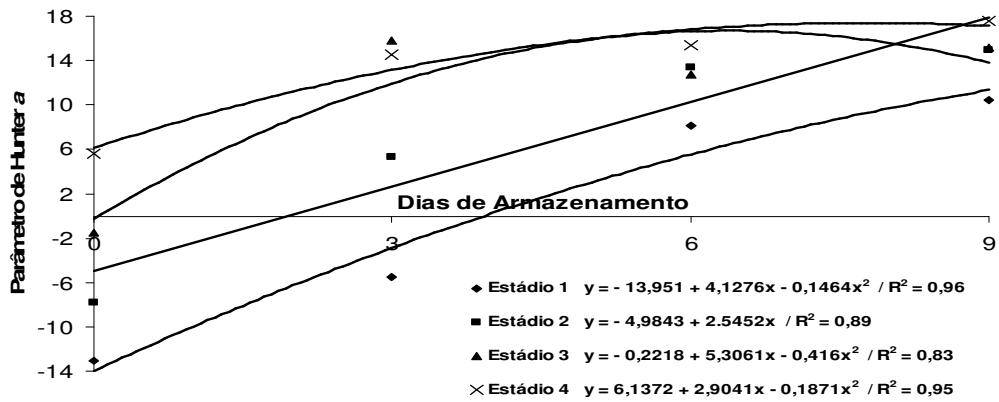 Parâmetro de Hunter a
18
14
10
6
2
-2
-6
-10
-14
Dias de Armazenamento
0 3 6 9
Estádio 1 y = - 13,951 + 4,1276x - 0,1464x² / R² = 0,96
Estádio 2 y = - 4,9843 + 2.5452x / R² = 0,89
Estádio 3 y = -0,2218 + 5,3061x - 0,416x² / R² = 0,83
Estádio 4 y = 6,1372 + 2,9041x - 0,1871x² / R² = 0,95